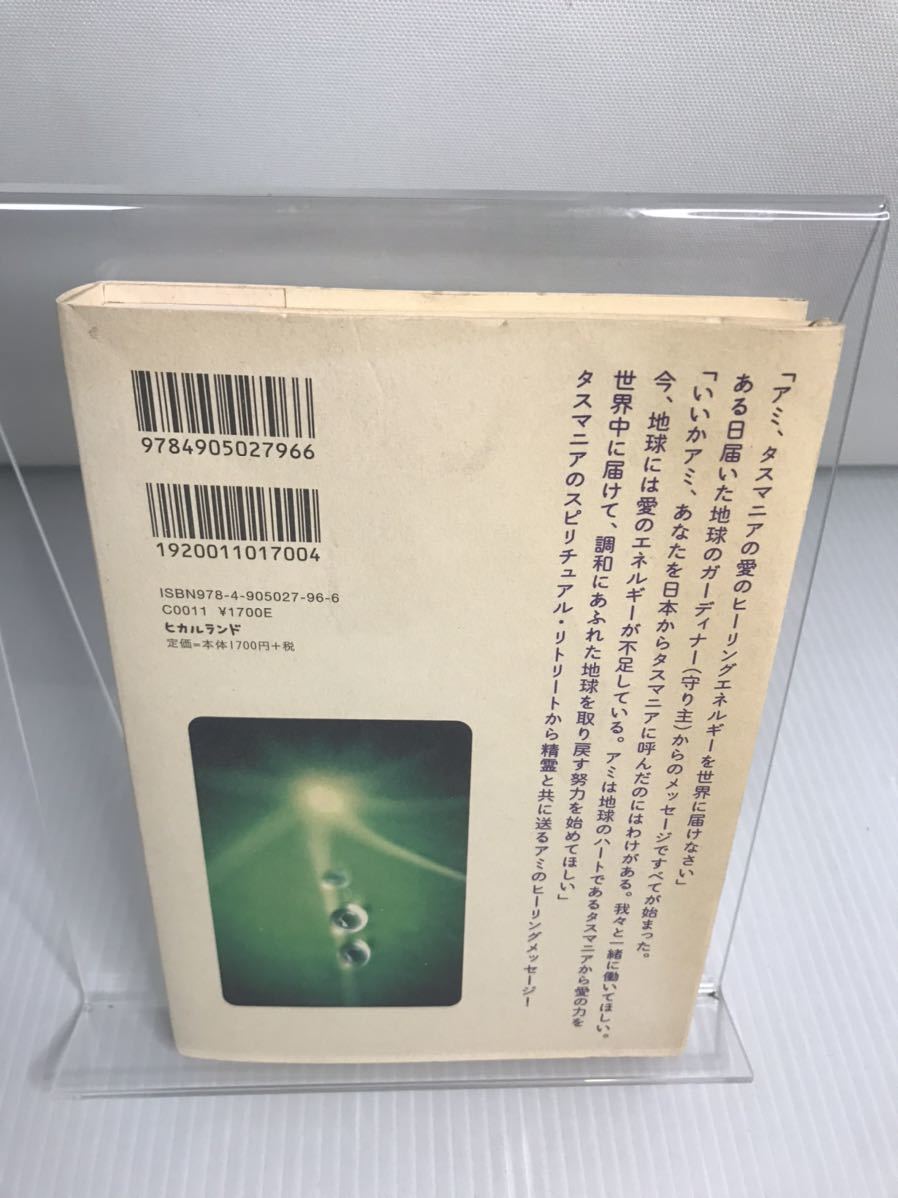 「アミ、タスマニアの愛のヒーリングエネルギーを世界に届けなさい」
ある日届いた地球のガーディナー(守り主)からのメッセージですべてが始まった。
「いいかアミ、あなたを日本からタスマニアに呼んだのにはわけがある。我々と一緒に働いてほしい。
今、地球には愛のエネルギーが不足している。アミは地球のハートであるタスマニアから愛の力を
世界中に届けて、調和にあふれた地球を取り戻す努力を始めてほしい」
タスマニアのスピリチュアル・リトリートから精霊と共に送るアミのヒーリングメッセージ！
9784905027966
1920011017004
ISBN978-4-905027-96-6
C0011 ¥1700E
ヒカルランド
定価=本体1700円+税